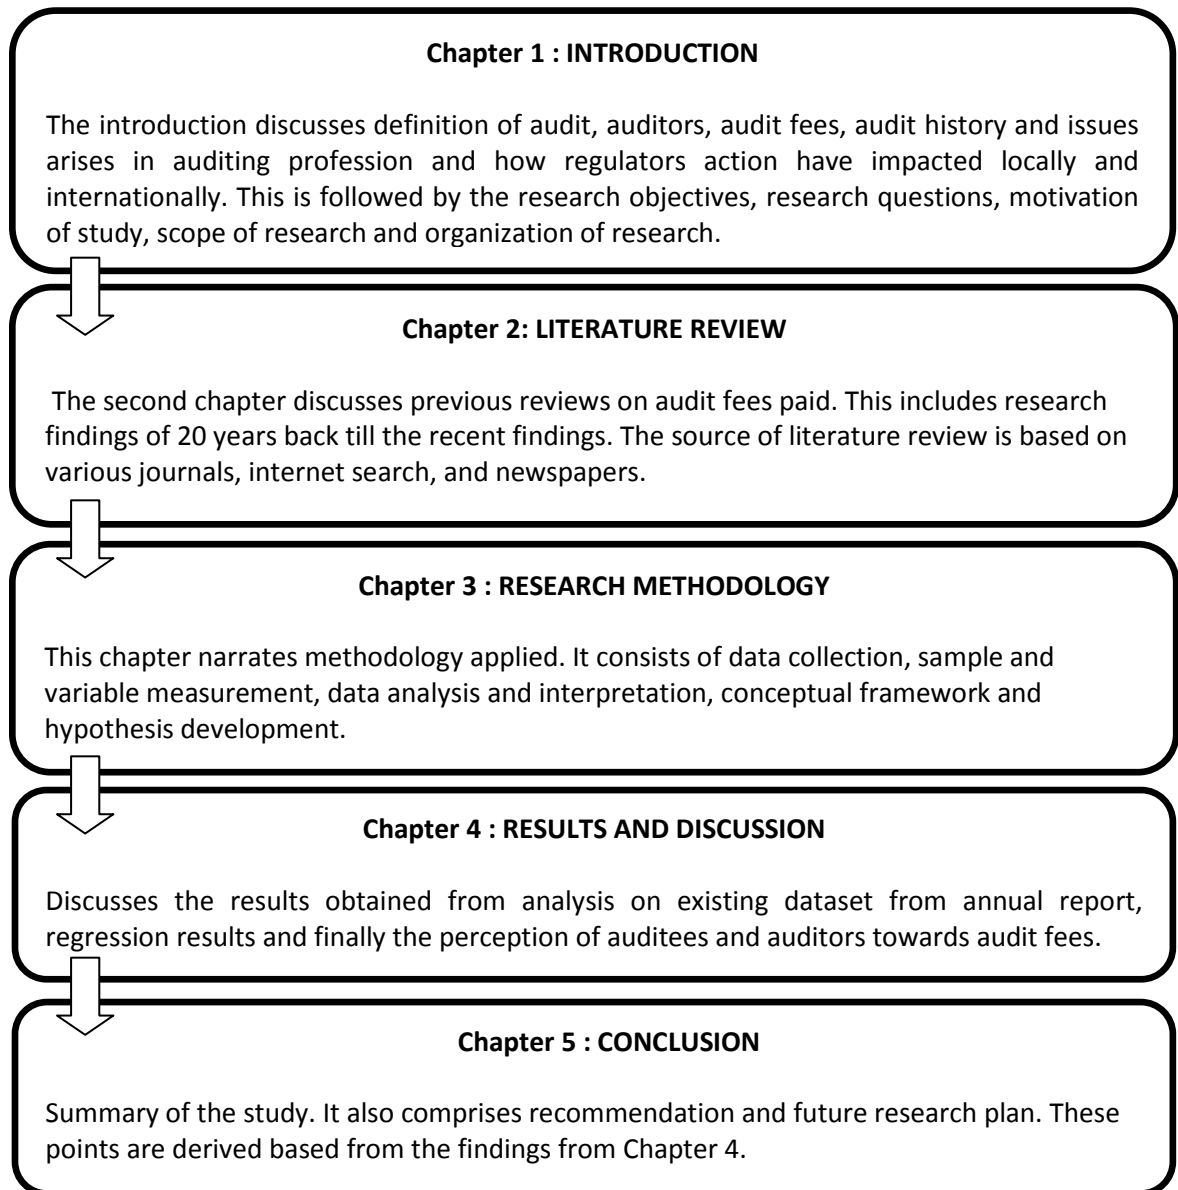 Chapter 1 : INTRODUCTION
The introduction discusses definition of audit, auditors, audit fees, audit history and issues
arises in auditing profession and how regulators action have impacted locally and
internationally. This is followed by the research objectives, research questions, motivation
of study, scope of research and organization of research.
Chapter 2: LITERATURE REVIEW
The second chapter discusses previous reviews on audit fees paid. This includes research
findings of 20 years back till the recent findings. The source of literature review is based on
various journals, internet search, and newspapers.
Chapter 3 : RESEARCH METHODOLOGY
This chapter narrates methodology applied. It consists of data collection, sample and
variable measurement, data analysis and interpretation, conceptual framework and
hypothesis development.
Chapter 4 : RESULTS AND DISCUSSION
Discusses the results obtained from analysis on existing dataset from annual report,
regression results and finally the perception of auditees and auditors towards audit fees.
Chapter 5 : CONCLUSION
Summary of the study. It also comprises recommendation and future research plan. These
points are derived based from the findings from Chapter 4.